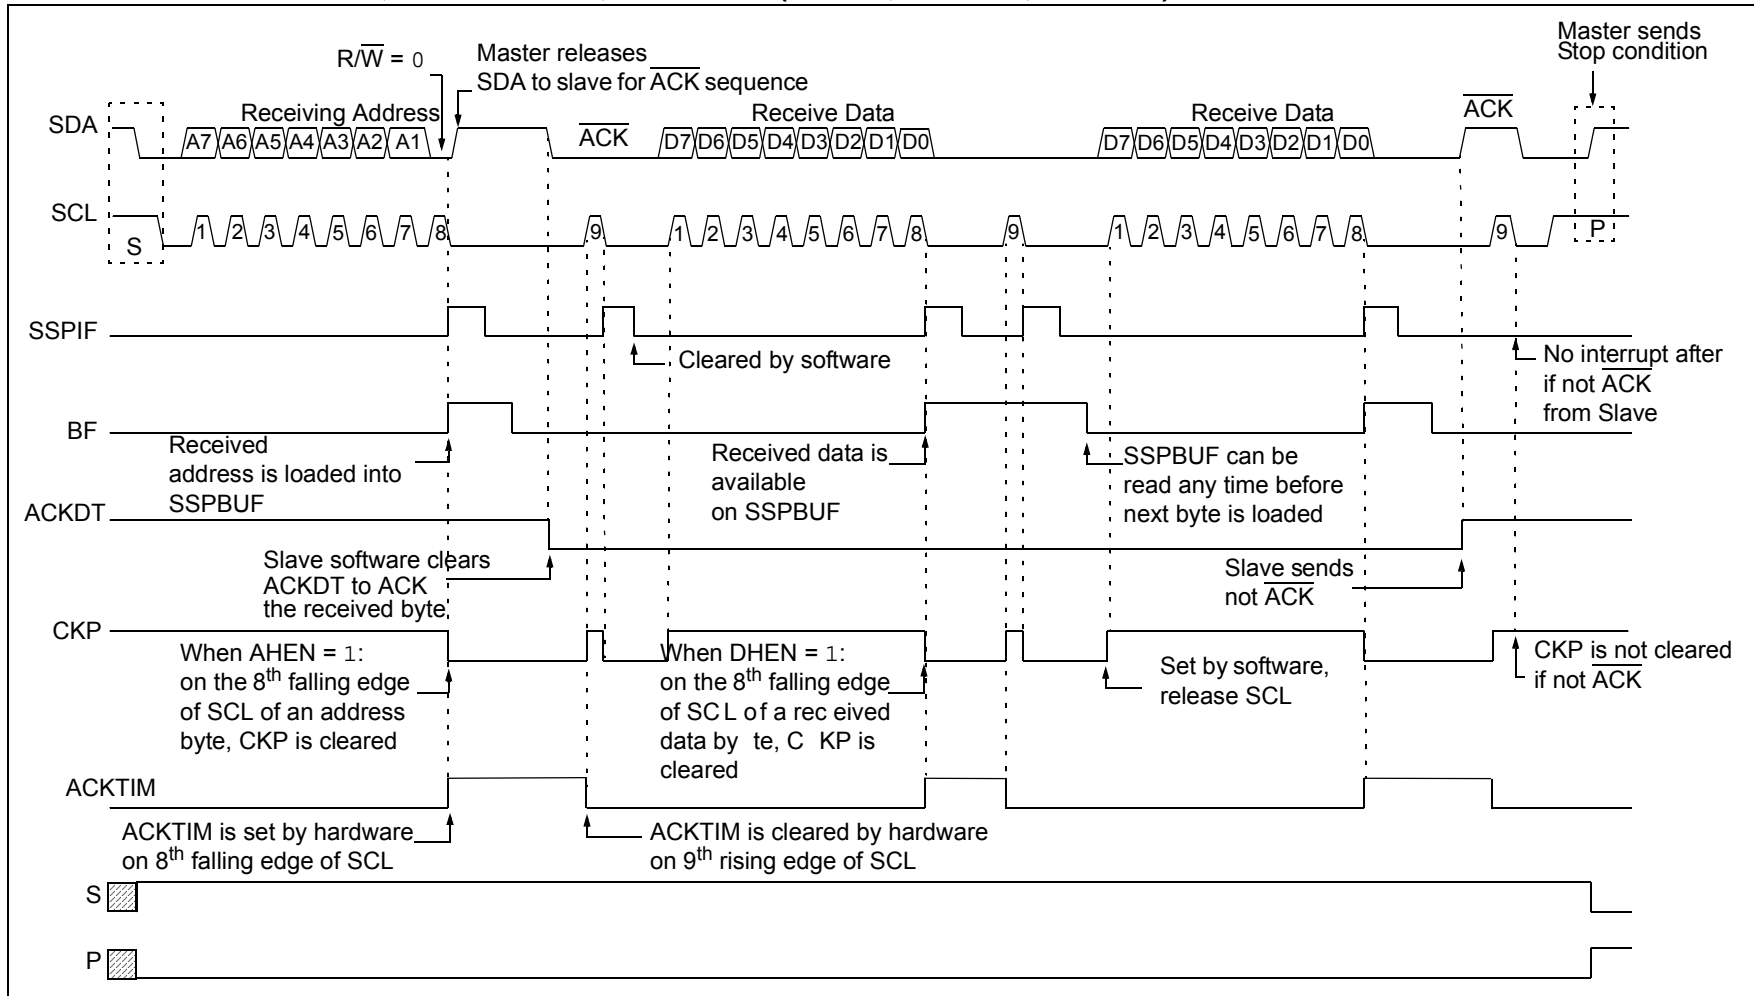 Master sends
Stop condition
R/W = 0
Master releases
SDA to slave for ACK sequence
SDA
Receiving Address
Receive Data
Receive Data
ACK
A7 A6 A5 A4 A3 A2 A1
ACK
D7 D6 D5 D4 D3 D2 D1 D0
D7 D6 D5 D4 D3 D2 D1 D0
SCL
S
1 2 3 4 5 6 7 8 9 1 2 3 4 5 6 7 8 9 1 2 3 4 5 6 7 8 9
P
SSPIF
Cleared by software
No interrupt after
if not ACK
from Slave
BF
Received
address is loaded into
SSPBUF
Received data is
available
on SSPBUF
SSPBUF can be
read any time before
next byte is loaded
ACKDT
Slave software clears
ACKDT to ACK
the received byte
Slave sends
not ACK
CKP
When AHEN = 1:
on the 8th falling edge
of SCL of an address
byte, CKP is cleared
When DHEN = 1:
on the 8th falling edge
of SCL of a rec eived
data by te, C KP is
cleared
Set by software,
release SCL
CKP is not cleared
if not ACK
ACKTIM
ACKTIM is set by hardware
on 8th falling edge of SCL
ACKTIM is cleared by hardware
on 9th rising edge of SCL
S
P